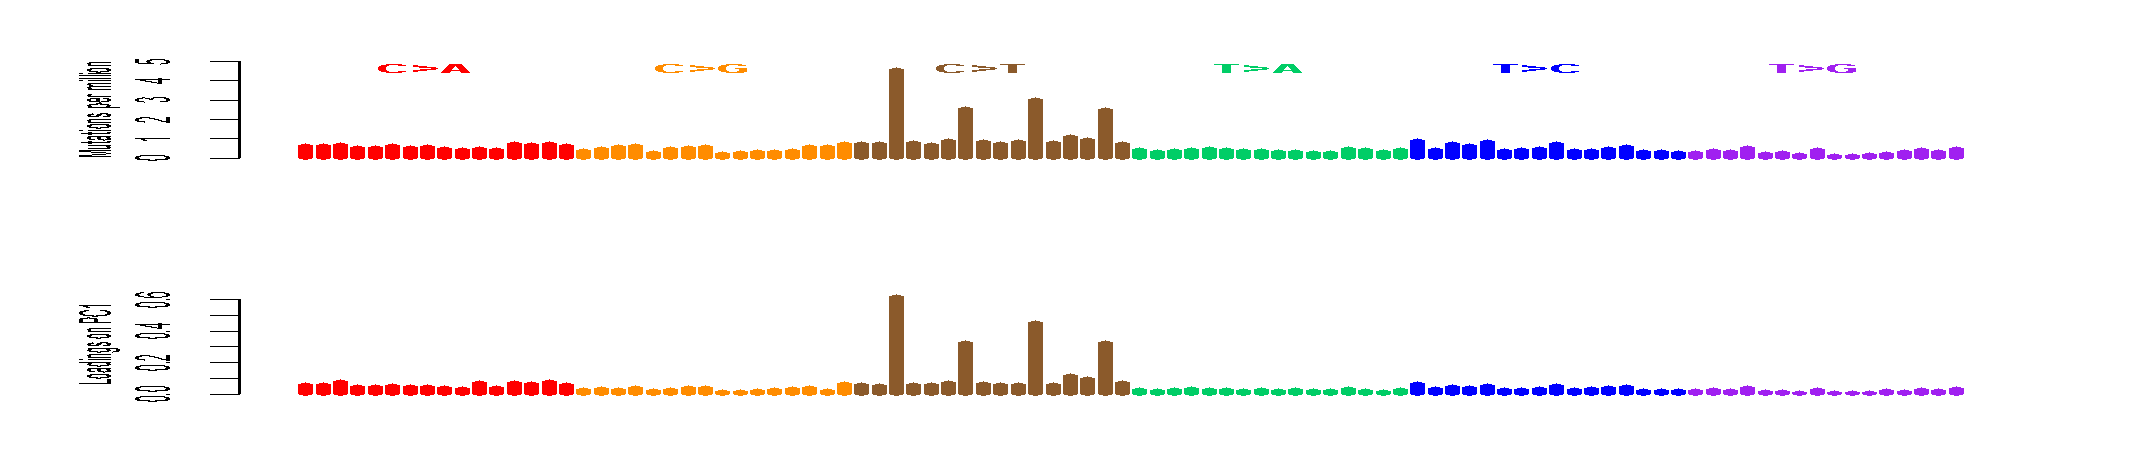 Mutations per million
0 1 2 3 4 5
C>A C>G C>T T>A T>C T>G
Loadings on PC1
0.0 0.2 0.4 0.6